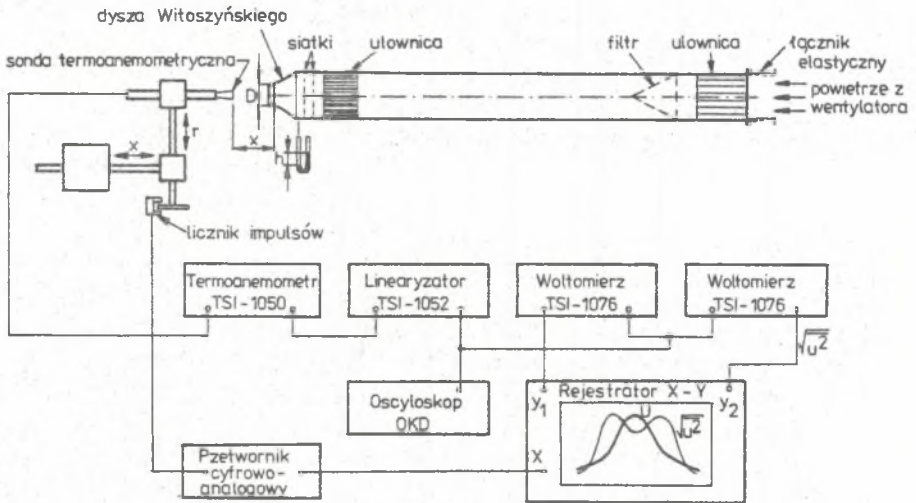 dysza Witoszyńskiego
siatki
ulownica
filtr
ulownica
łącznik
elastyczny
sonda termoanemometryczna
powietrze z
wentylatora
D
r
x
x
h
licznik impulsów
Termoanemometr
TSI-1050
Linearyzator
TSI-1052
Woltomierz
TSI-1076
Woltomierz
TSI-1076
√u²
Oscyloskop
OKD
Rejestrator X-Y
y₁
y₂
U
√u²
X
Pzetwornik
cyfrowo-
analogowy